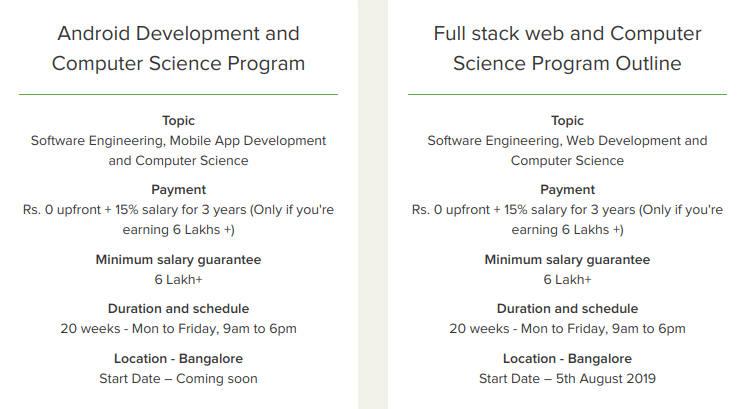 Android Development and
Computer Science Program
Topic
Software Engineering, Mobile App Development
and Computer Science
Payment
Rs. 0 upfront + 15% salary for 3 years (Only if you're
earning 6 Lakhs +)
Minimum salary guarantee
6 Lakh+
Duration and schedule
20 weeks - Mon to Friday, 9am to 6pm
Location - Bangalore
Start Date – Coming soon
Full stack web and Computer
Science Program Outline
Topic
Software Engineering, Web Development and
Computer Science
Payment
Rs. 0 upfront + 15% salary for 3 years (Only if you're
earning 6 Lakhs +)
Minimum salary guarantee
6 Lakh+
Duration and schedule
20 weeks - Mon to Friday, 9am to 6pm
Location - Bangalore
Start Date – 5th August 2019